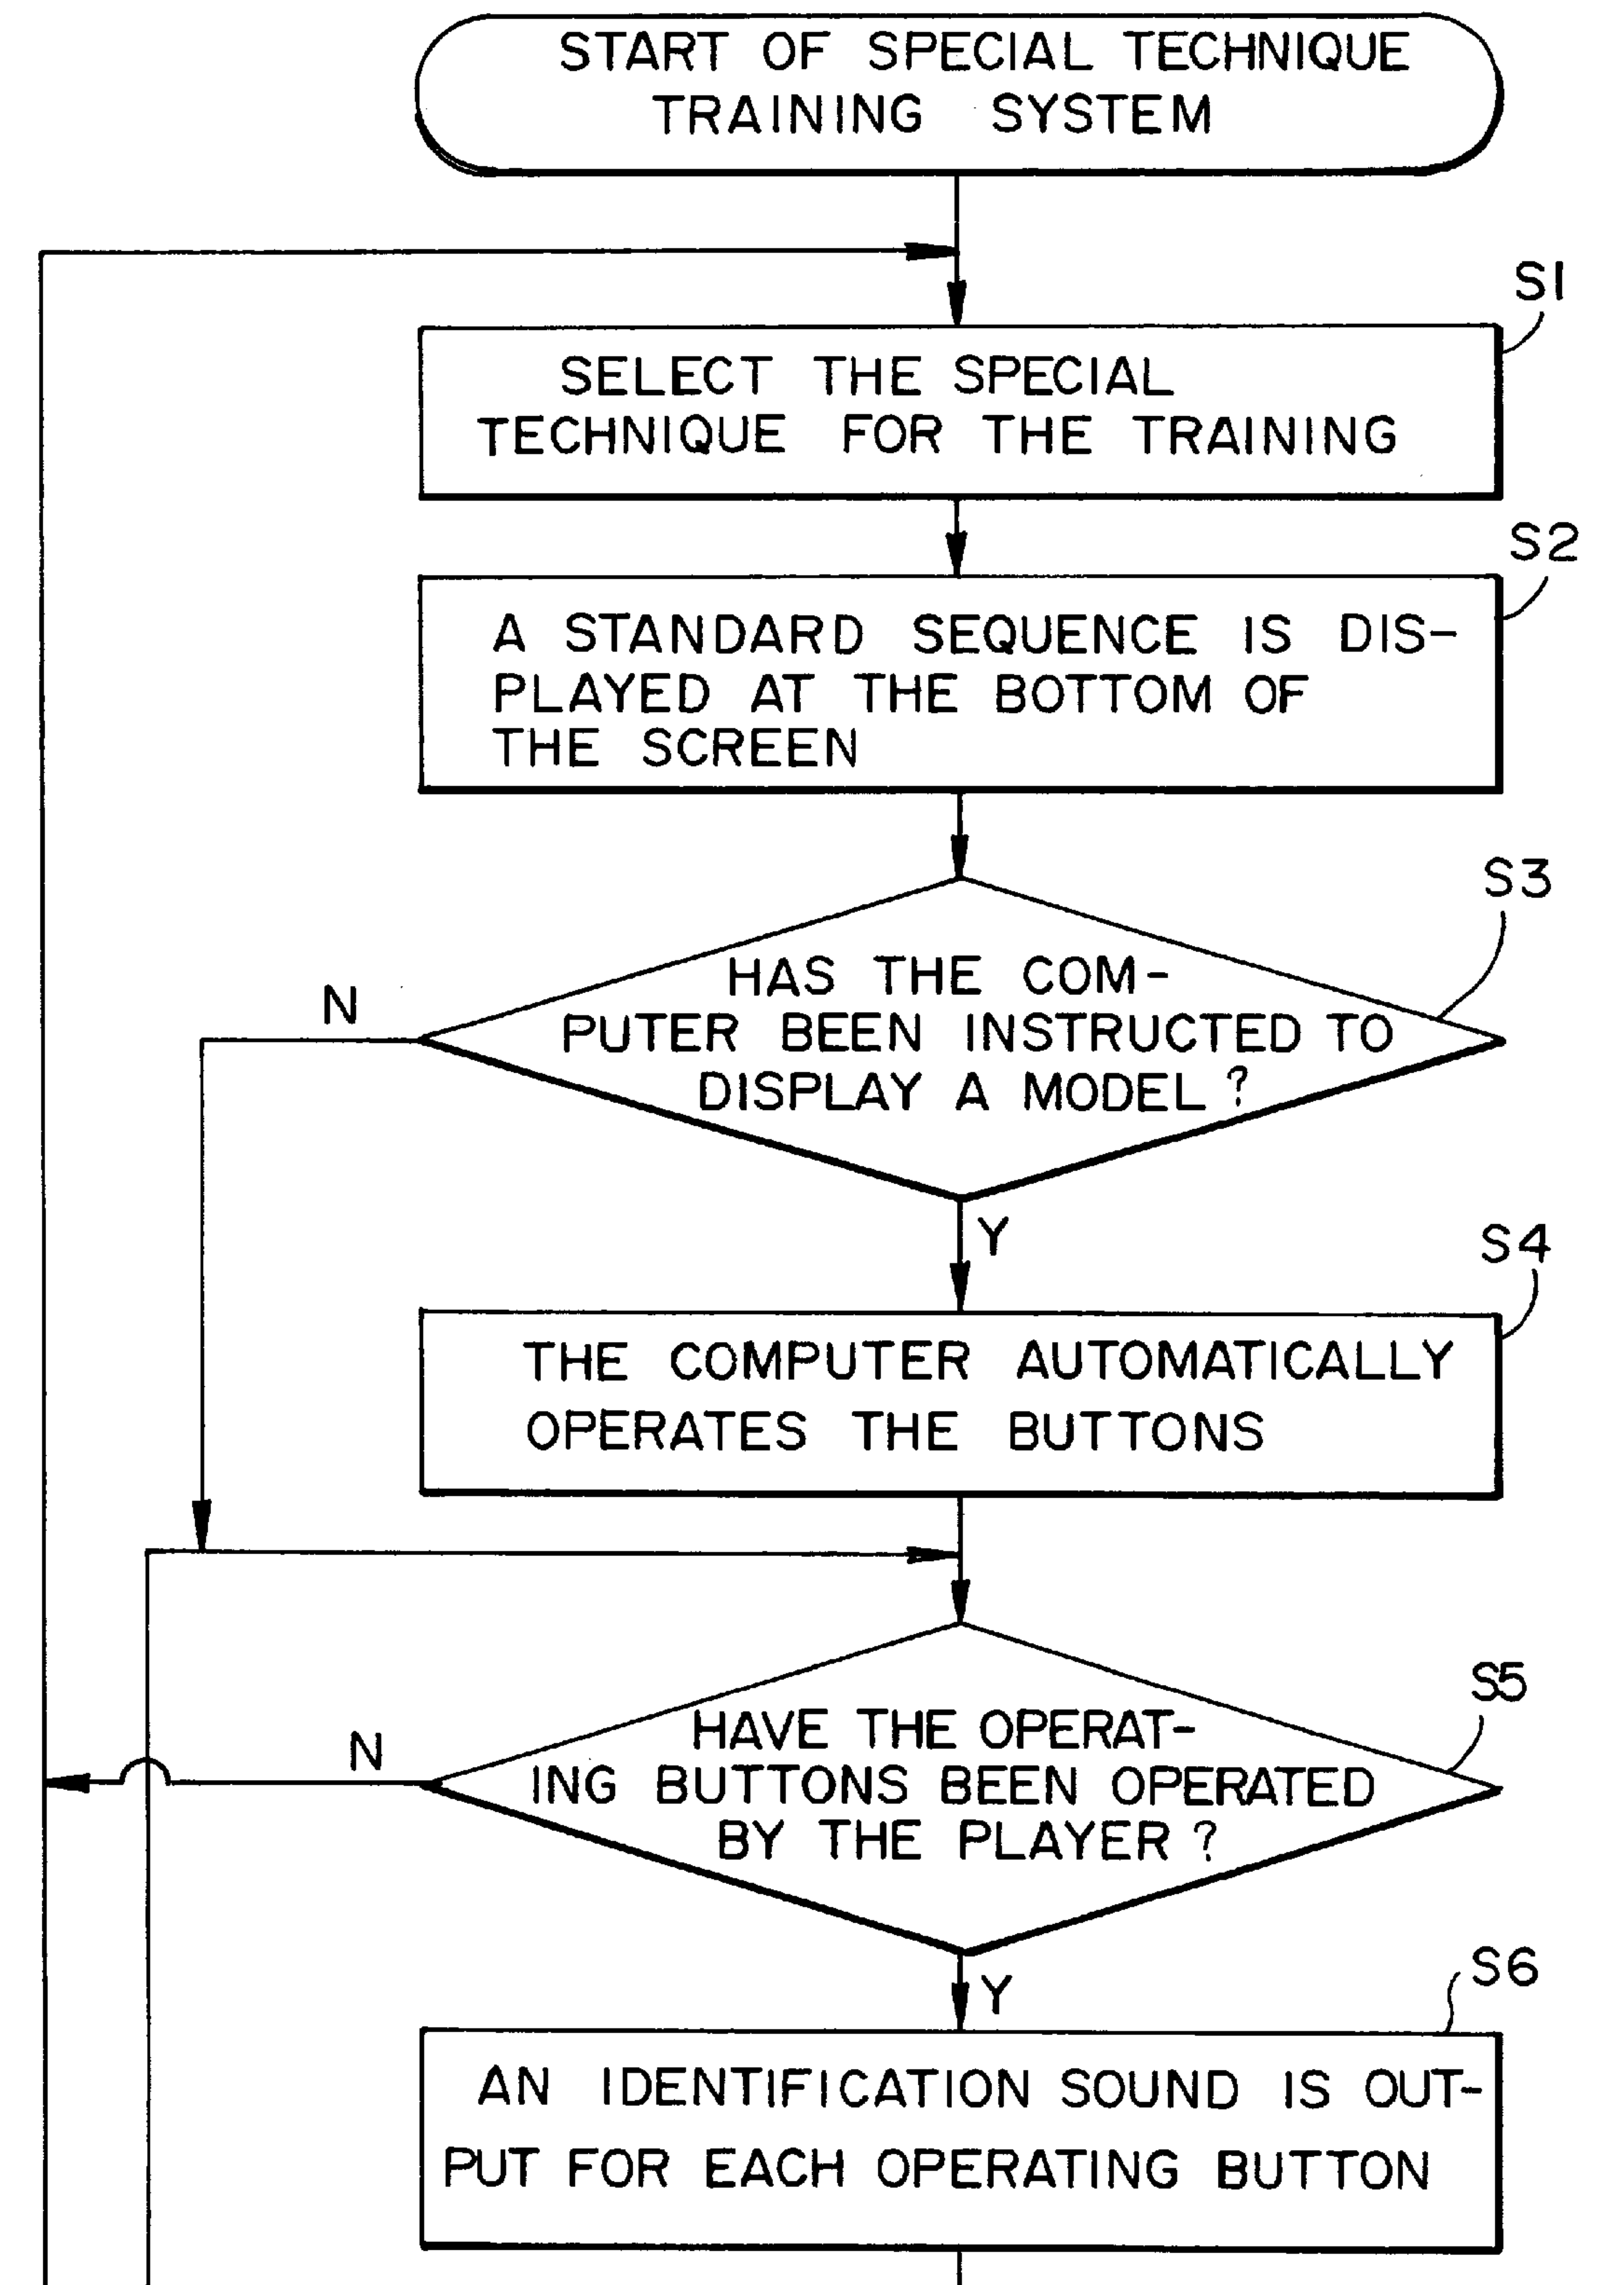 START OF SPECIAL TECHNIQUE
TRAINING SYSTEM
S1
SELECT THE SPECIAL
TECHNIQUE FOR THE TRAINING
S2
A STANDARD SEQUENCE IS DIS-
PLAYED AT THE BOTTOM OF
THE SCREEN
S3
HAS THE COM-
PUTER BEEN INSTRUCTED TO
DISPLAY A MODEL?
N
Y
S4
THE COMPUTER AUTOMATICALLY
OPERATES THE BUTTONS
S5
HAVE THE OPERAT-
ING BUTTONS BEEN OPERATED
BY THE PLAYER?
N
Y
S6
AN IDENTIFICATION SOUND IS OUT-
PUT FOR EACH OPERATING BUTTON